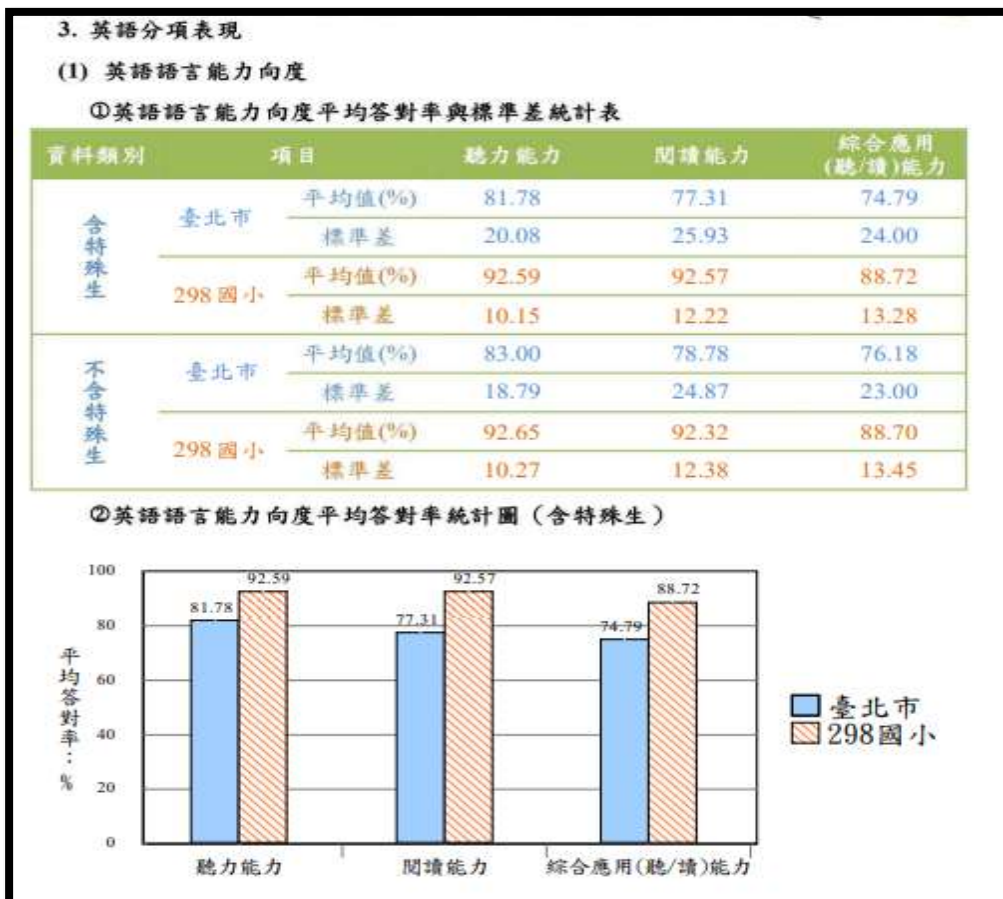 3. 英語分項表現
(1) 英語語言能力向度
①英語語言能力向度平均答對率與標準差統計表
資料類別 項目 聽力能力 閱讀能力 綜合應用(聽/讀)能力
含特殊生 臺北市 平均值(%) 81.78 77.31 74.79
標準差 20.08 25.93 24.00
298 國小 平均值(%) 92.59 92.57 88.72
標準差 10.15 12.22 13.28
不含特殊生 臺北市 平均值(%) 83.00 78.78 76.18
標準差 18.79 24.87 23.00
298 國小 平均值(%) 92.65 92.32 88.70
標準差 10.27 12.38 13.45
②英語語言能力向度平均答對率統計圖（含特殊生）
平均答對率：%
100
80
60
40
20
0
81.78 92.59 77.31 92.57 74.79 88.72
聽力能力 閱讀能力 綜合應用(聽/讀)能力
臺北市
298國小